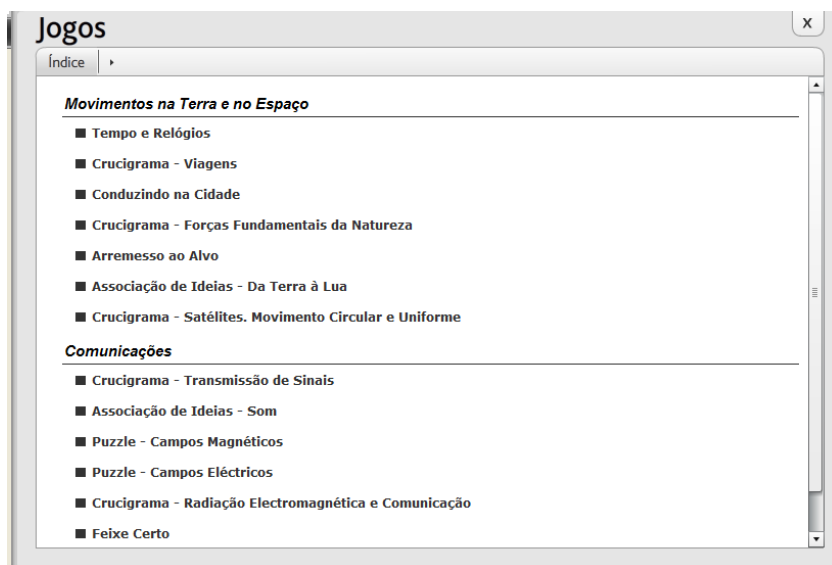 Jogos
x
Índice
Movimentos na Terra e no Espaço
Tempo e Relógios
Crucigrama - Viagens
Conduzindo na Cidade
Crucigrama - Forças Fundamentais da Natureza
Arremesso ao Alvo
Associação de Ideias - Da Terra à Lua
Crucigrama - Satélites. Movimento Circular e Uniforme
Comunicações
Crucigrama - Transmissão de Sinais
Associação de Ideias - Som
Puzzle - Campos Magnéticos
Puzzle - Campos Eléctricos
Crucigrama - Radiação Electromagnética e Comunicação
Feixe Certo